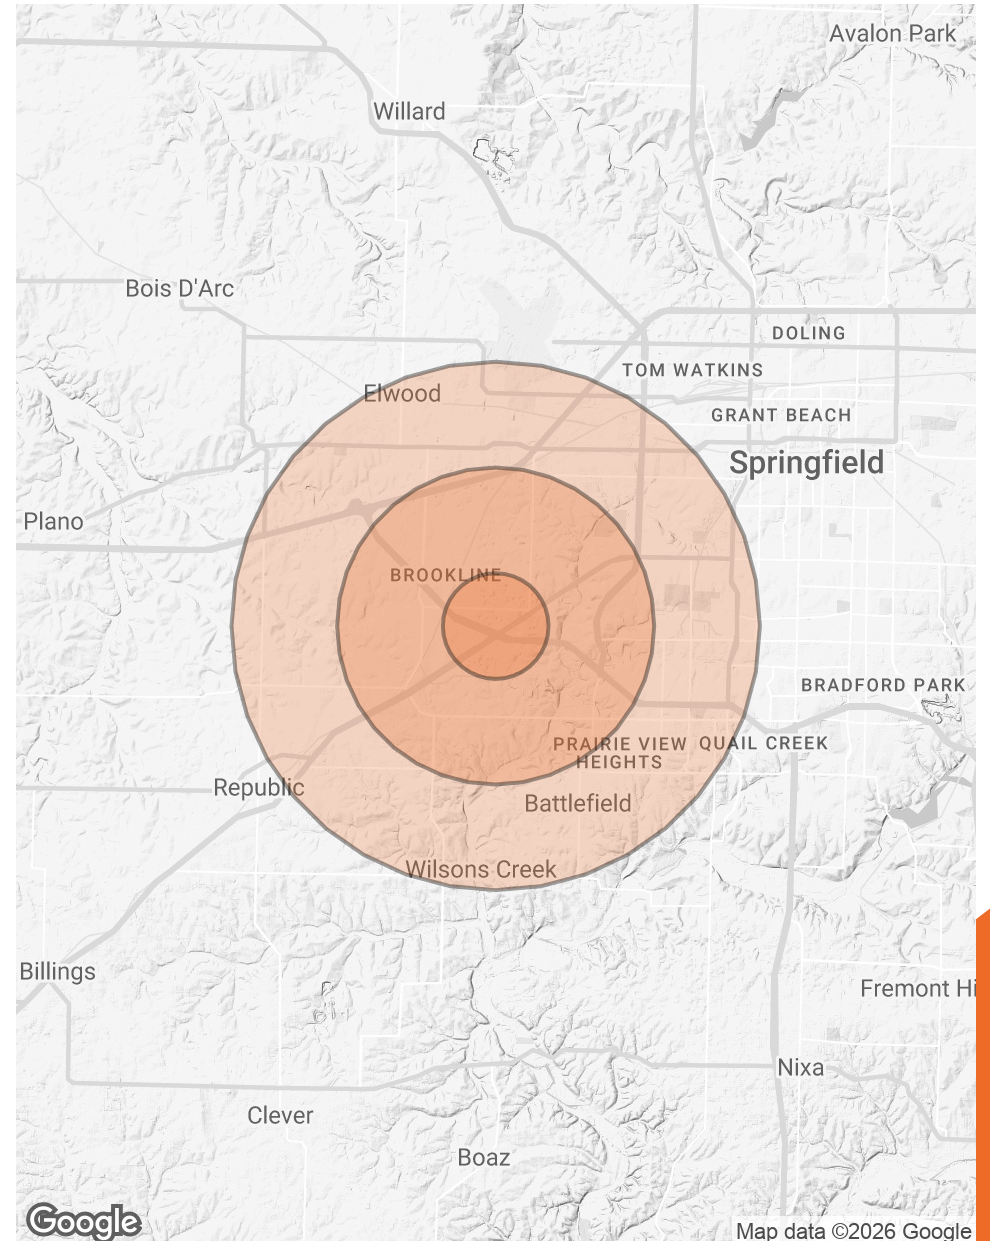 Avalon Park
Willard
Bois D'Arc
DOLING
TOM WATKINS
Elwood
GRANT BEACH
Springfield
Plano
BROOKLINE
BRADFORD PARK
PRAIRIE VIEW
HEIGHTS
QUAIL CREEK
Republic
Battlefield
Wilsons Creek
Billings
Fremont Hi
Nixa
Clever
Boaz
Google
Map data ©2026 Google